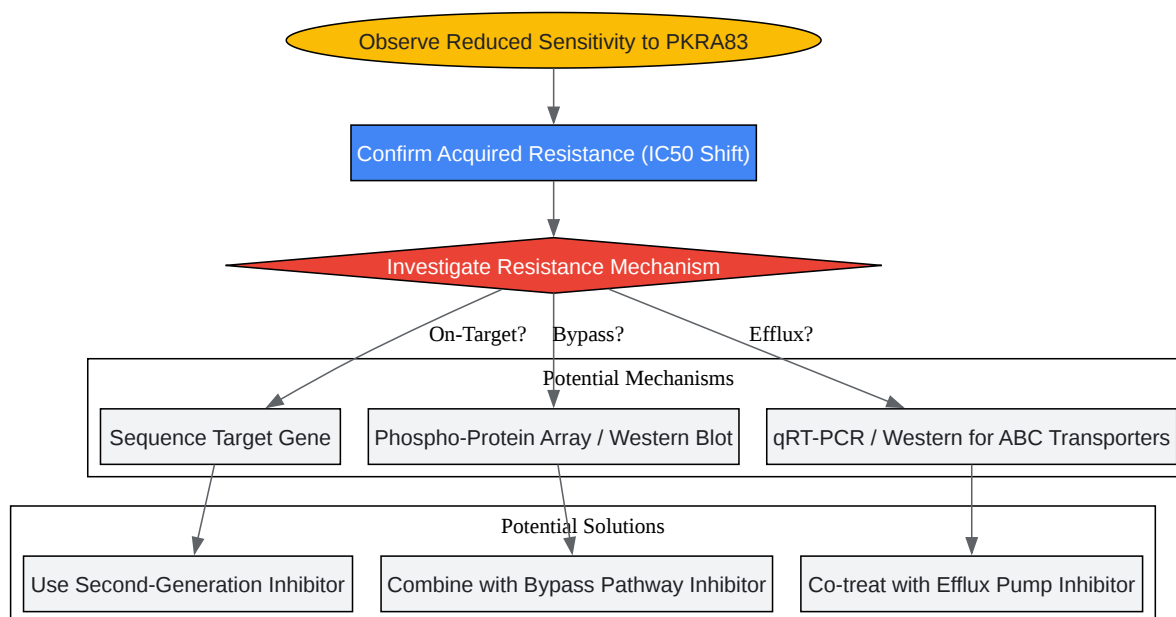 Observe Reduced Sensitivity to PKRA83
Confirm Acquired Resistance (IC50 Shift)
Investigate Resistance Mechanism
On-Target?
Bypass?
Efflux?
Potential Mechanisms
Sequence Target Gene
Phospho-Protein Array / Western Blot
qRT-PCR / Western for ABC Transporters
Potential Solutions
Use Second-Generation Inhibitor
Combine with Bypass Pathway Inhibitor
Co-treat with Efflux Pump Inhibitor